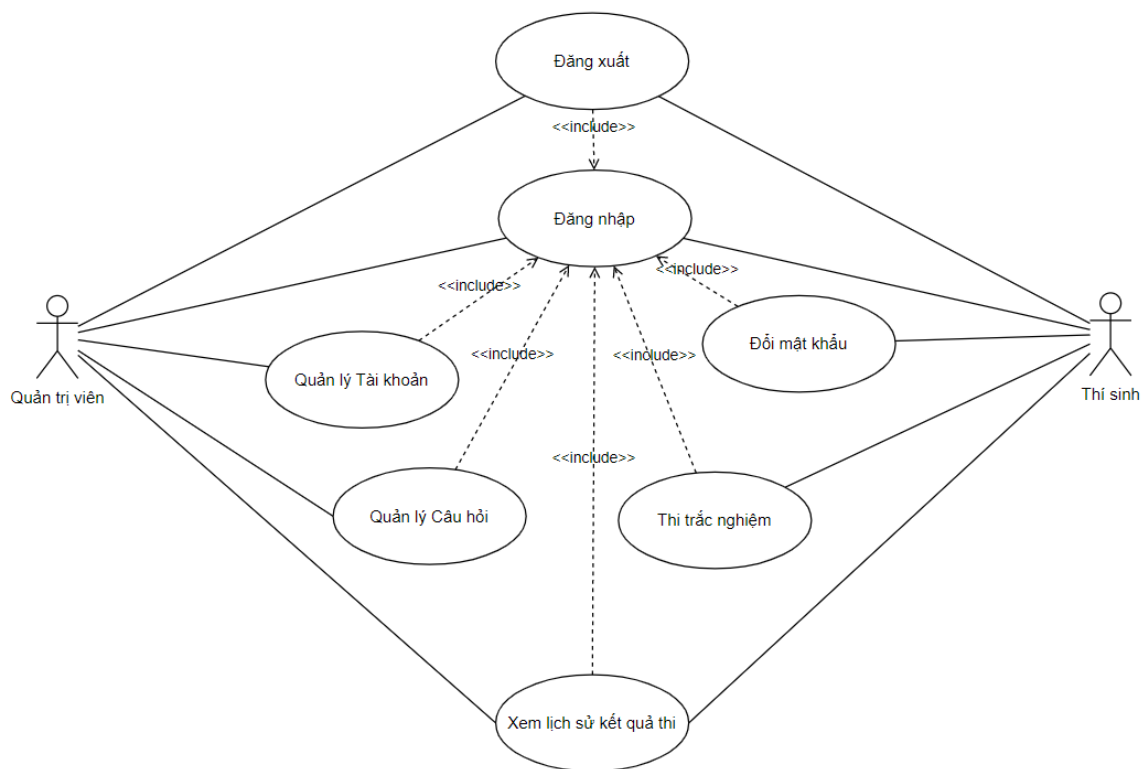 Đăng xuất
<<include>>
Đăng nhập
<<include>>
<<include>>
Đổi mật khẩu
<<include>>
<<include>>
Quản lý Tài khoản
Quản trị viên
Thí sinh
<<include>>
Quản lý Câu hỏi
Thi trắc nghiệm
Xem lịch sử kết quả thi